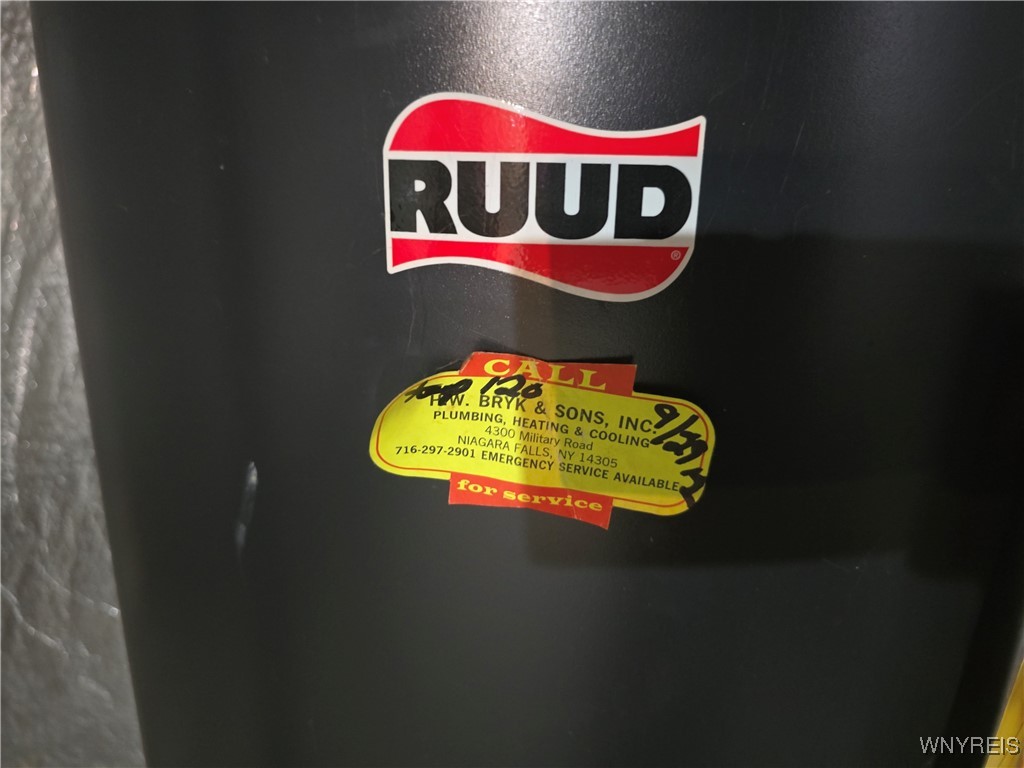 RUUD
®
CALL
temp 120
H.W. BRYK & SONS, INC.
PLUMBING, HEATING & COOLING
4300 Military Road
NIAGARA FALLS, NY 14305
716-297-2901 EMERGENCY SERVICE AVAILABLE
for service
WNYREIS